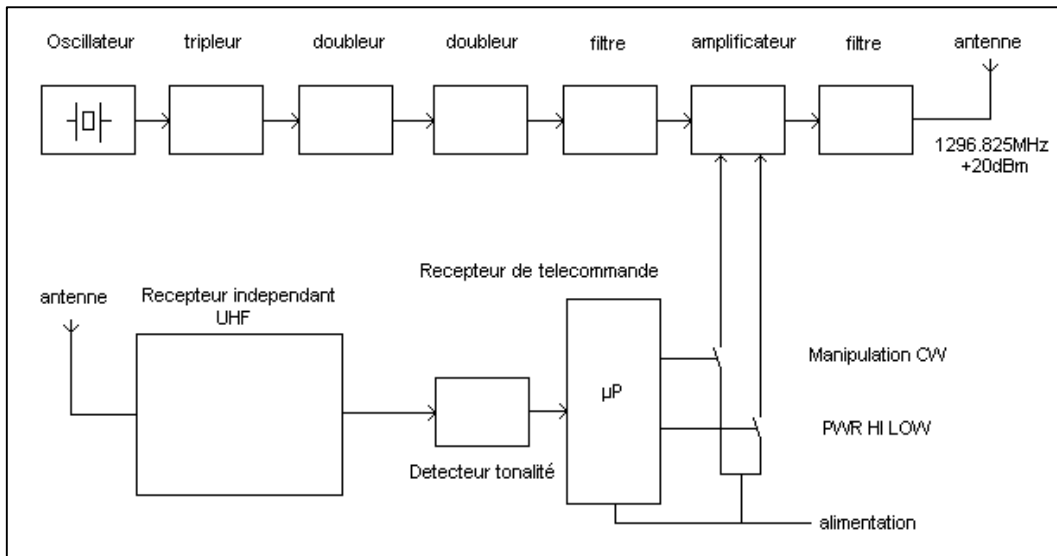 Oscillateur tripleur doubleur doubleur filtre amplificateur filtre antenne
1296.825MHz
+20dBm
Recepteur de telecommande
antenne
Recepteur independant
UHF
Manipulation CW
µP
PWR HI LOW
Detecteur tonalité
alimentation